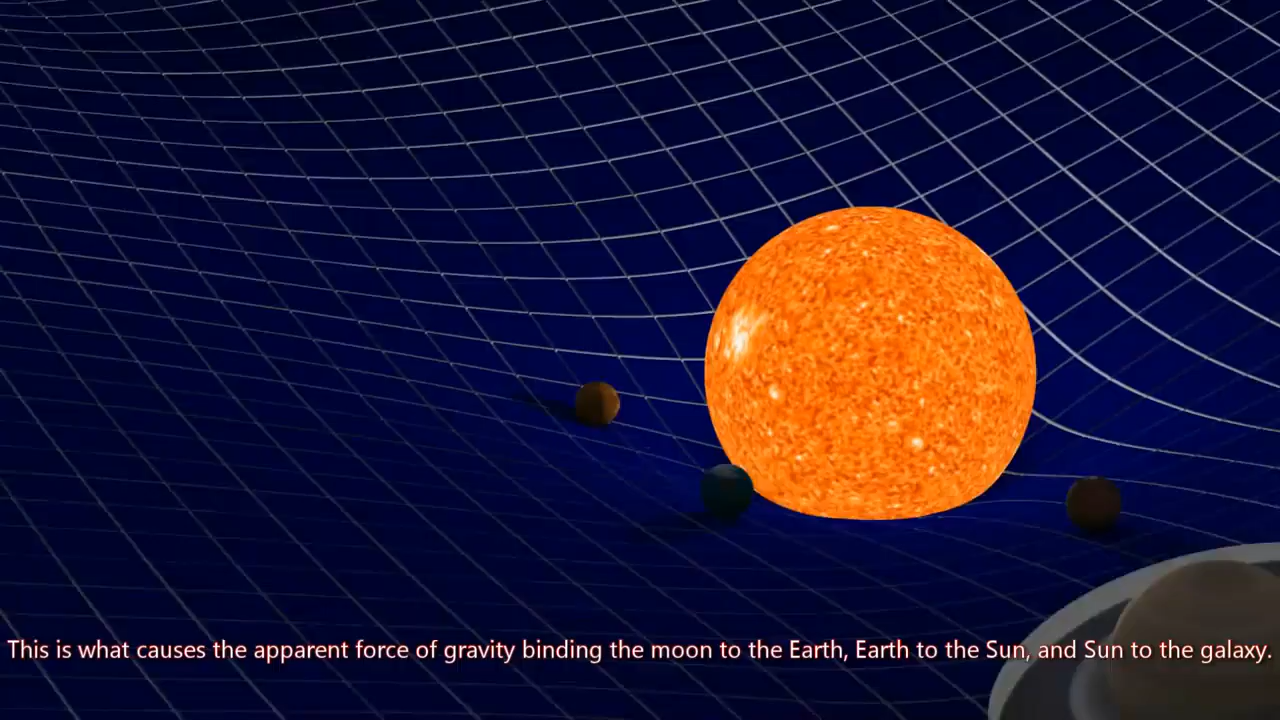 This is what causes the apparent force of gravity binding the moon to the Earth, Earth to the Sun, and Sun to the galaxy.